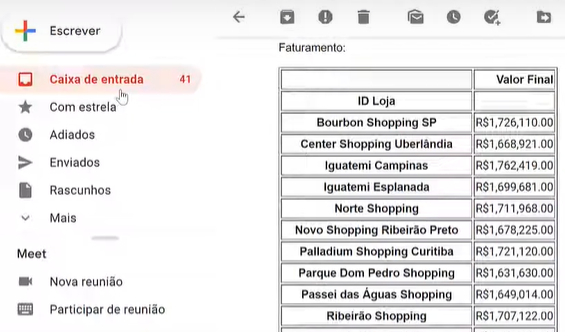 Escrever
Caixa de entrada 41
Com estrela
Adiados
Enviados
Rascunhos
Mais
Meet
Nova reunião
Participar de reunião
Faturamento:
Valor Final
ID Loja
Bourbon Shopping SP R$1,726,110.00
Center Shopping Uberlândia R$1,668,921.00
Iguatemi Campinas R$1,762,419.00
Iguatemi Esplanada R$1,699,681.00
Norte Shopping R$1,711,968.00
Novo Shopping Ribeirão Preto R$1,678,225.00
Palladium Shopping Curitiba R$1,721,120.00
Parque Dom Pedro Shopping R$1,631,630.00
Passei das Águas Shopping R$1,649,014.00
Ribeirão Shopping R$1,707,122.00